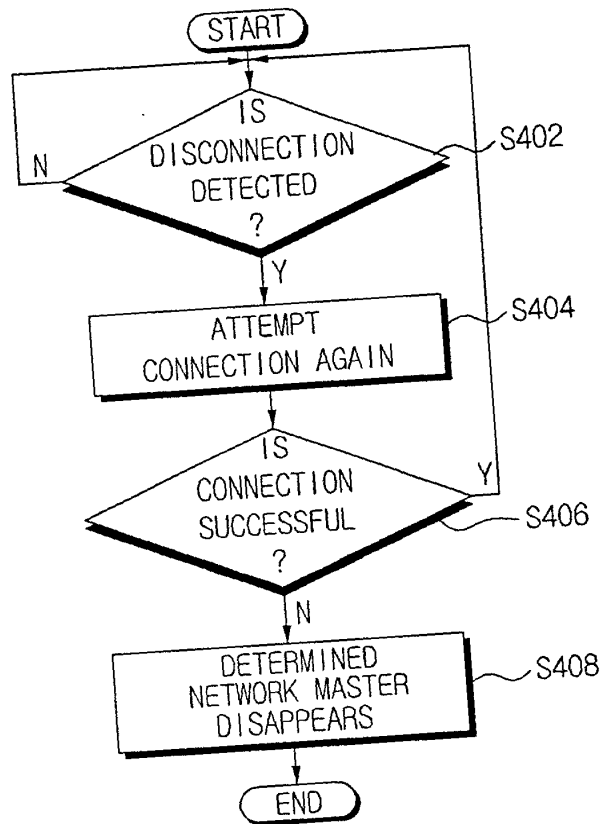 START
IS
DISCONNECTION
DETECTED
?
S402
N
Y
ATTEMPT
CONNECTION AGAIN
S404
IS
CONNECTION
SUCCESSFUL
?
Y
S406
N
DETERMINED
NETWORK MASTER
DISAPPEARS
S408
END